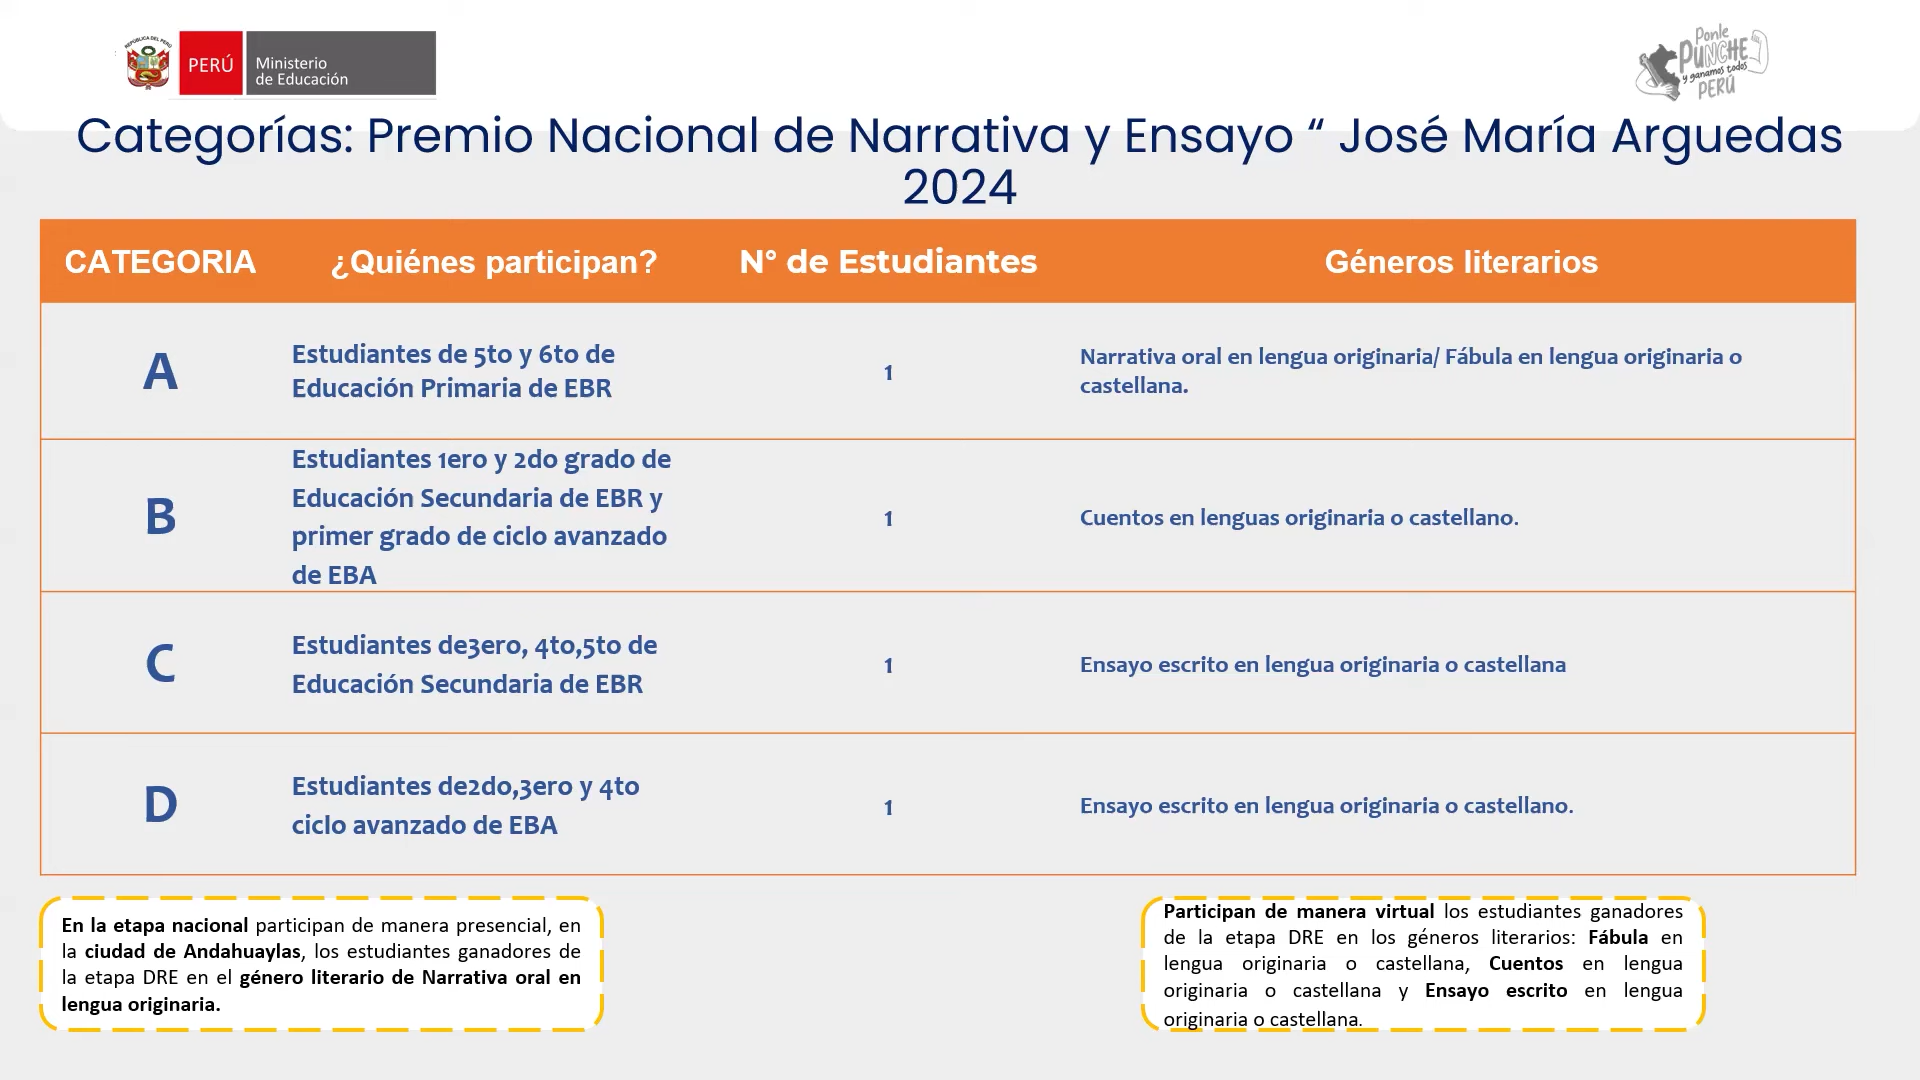 REPÚBLICA DEL PERÚ
PERÚ
Ministerio
de Educación
Ponle
PUNCHE
y ganamos todos
PERÚ
Categorías: Premio Nacional de Narrativa y Ensayo “ José María Arguedas
2024
CATEGORIA ¿Quiénes participan? N° de Estudiantes Géneros literarios
A
Estudiantes de 5to y 6to de
Educación Primaria de EBR
1
Narrativa oral en lengua originaria/ Fábula en lengua originaria o
castellana.
B
Estudiantes 1ero y 2do grado de
Educación Secundaria de EBR y
primer grado de ciclo avanzado
de EBA
1
Cuentos en lenguas originaria o castellano.
C
Estudiantes de3ero, 4to,5to de
Educación Secundaria de EBR
1
Ensayo escrito en lengua originaria o castellana
D
Estudiantes de2do,3ero y 4to
ciclo avanzado de EBA
1
Ensayo escrito en lengua originaria o castellano.
En la etapa nacional participan de manera presencial, en
la ciudad de Andahuaylas, los estudiantes ganadores de
la etapa DRE en el género literario de Narrativa oral en
lengua originaria.
Participan de manera virtual los estudiantes ganadores
de la etapa DRE en los géneros literarios: Fábula en
lengua originaria o castellana, Cuentos en lengua
originaria o castellana y Ensayo escrito en lengua
originaria o castellana.